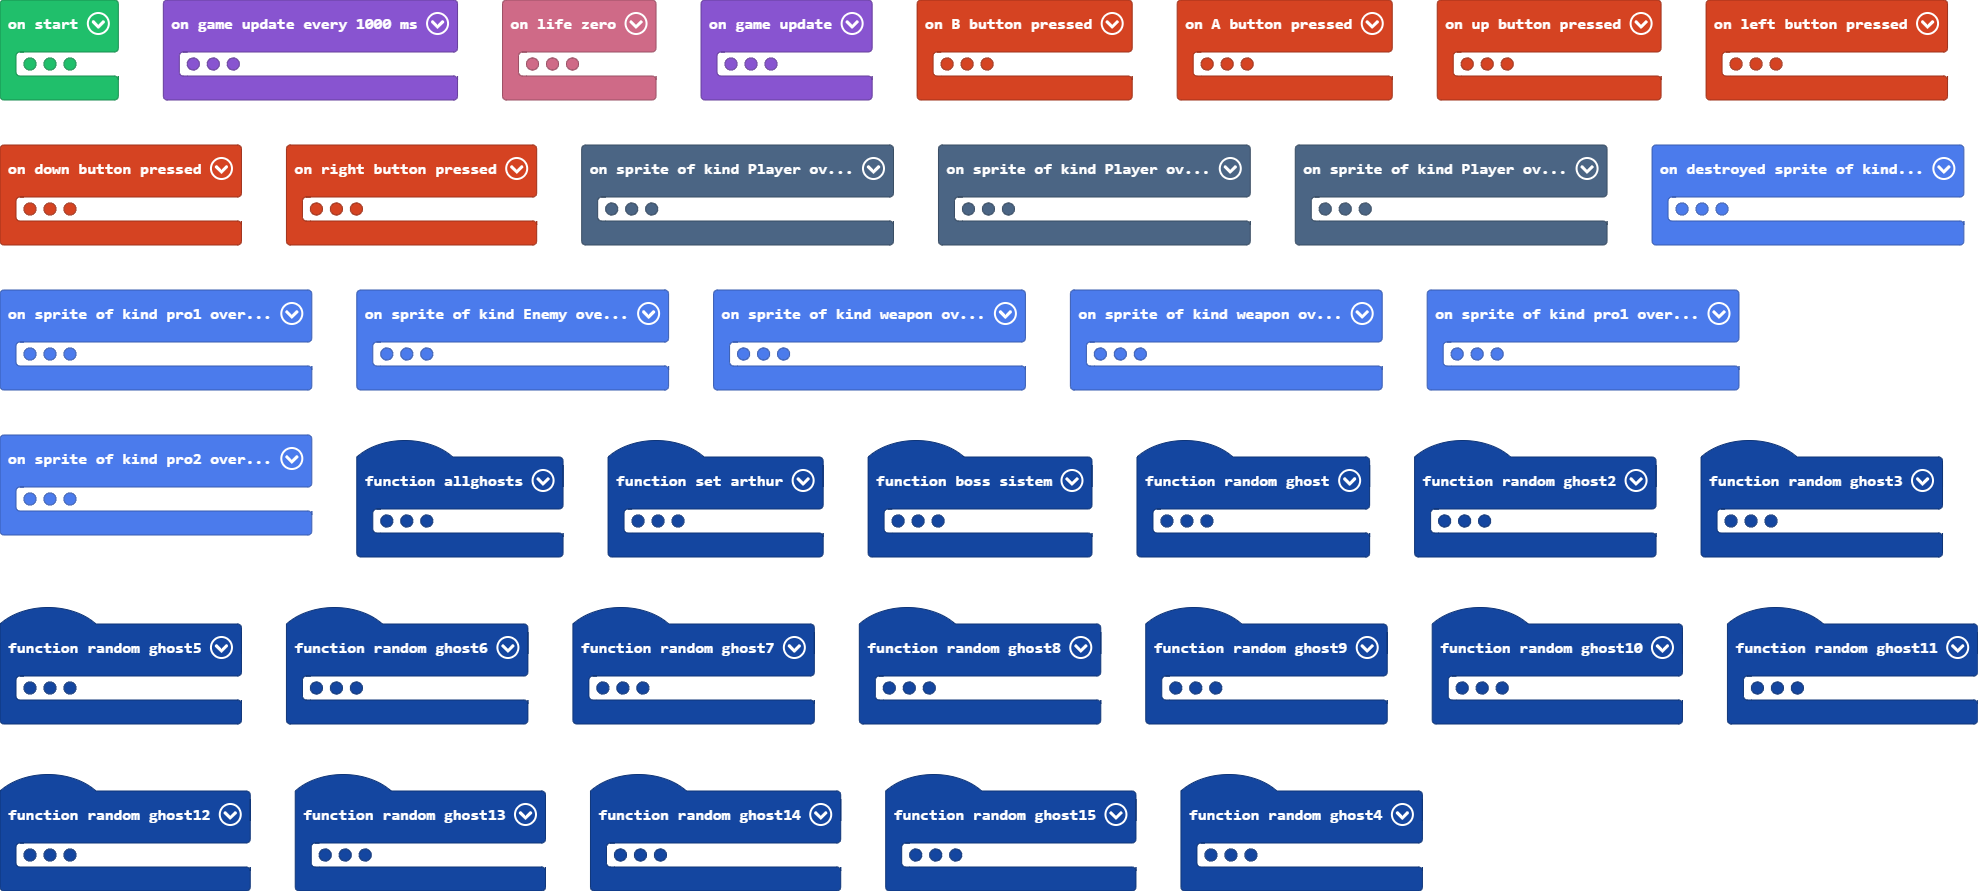 on start
on game update every 1000 ms
on life zero
on game update
on B button pressed
on A button pressed
on up button pressed
on left button pressed
on down button pressed
on right button pressed
on sprite of kind Player ov...
on sprite of kind Player ov...
on sprite of kind Player ov...
on destroyed sprite of kind...
on sprite of kind pro1 over...
on sprite of kind Enemy ove...
on sprite of kind weapon ov...
on sprite of kind weapon ov...
on sprite of kind pro1 over...
on sprite of kind pro2 over...
function allghosts
function set arthur
function boss sistem
function random ghost
function random ghost2
function random ghost3
function random ghost5
function random ghost6
function random ghost7
function random ghost8
function random ghost9
function random ghost10
function random ghost11
function random ghost12
function random ghost13
function random ghost14
function random ghost15
function random ghost4